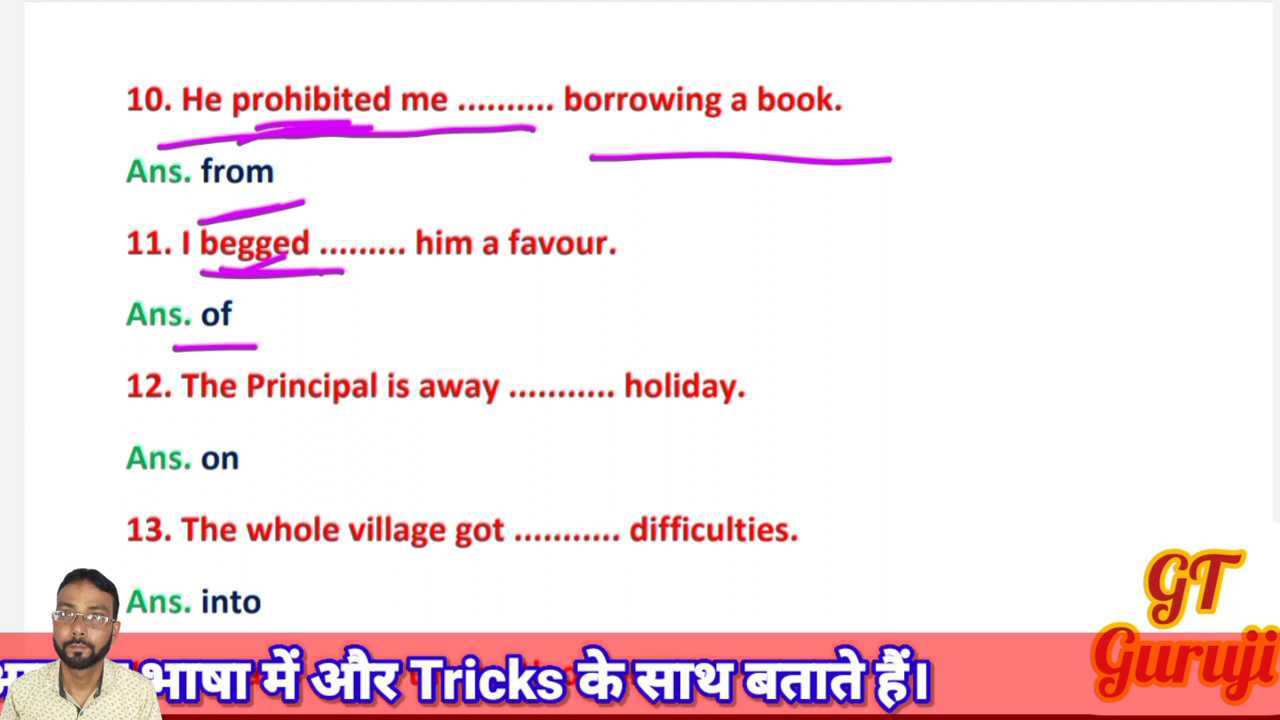 10. He prohibited me .......... borrowing a book.
Ans. from
11. I begged ......... him a favour.
Ans. of
12. The Principal is away ........... holiday.
Ans. on
13. The whole village got ........... difficulties.
Ans. into
भाषा में और Tricks के साथ बताते हैं।
GT
Guruji